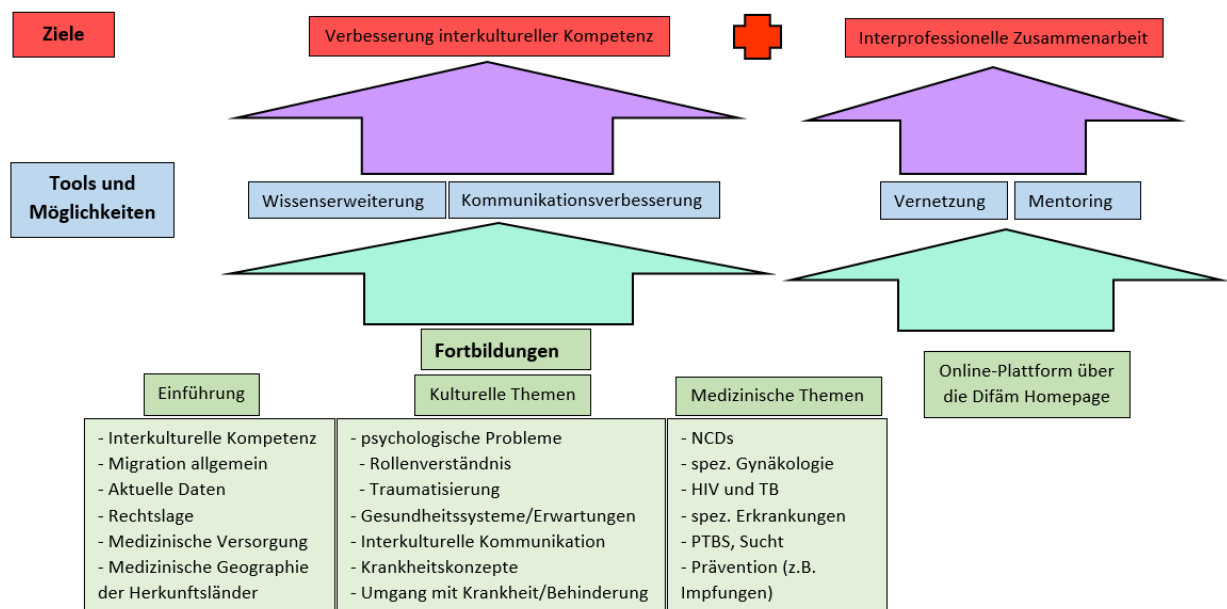 Ziele
Verbesserung interkultureller Kompetenz
Interprofessionelle Zusammenarbeit
Tools und
Möglichkeiten
Wissenserweiterung
Kommunikationsverbesserung
Vernetzung
Mentoring
Fortbildungen
Einführung
- Interkulturelle Kompetenz
- Migration allgemein
- Aktuelle Daten
- Rechtslage
- Medizinische Versorgung
- Medizinische Geographie
der Herkunftsländer
Kulturelle Themen
- psychologische Probleme
- Rollenverständnis
- Traumatisierung
- Gesundheitssysteme/Erwartungen
- Interkulturelle Kommunikation
- Krankheitskonzepte
- Umgang mit Krankheit/Behinderung
Medizinische Themen
- NCDs
- spez. Gynäkologie
- HIV und TB
- spez. Erkrankungen
- PTBS, Sucht
- Prävention (z.B.
Impfungen)
Online-Plattform über
die Difäm Homepage